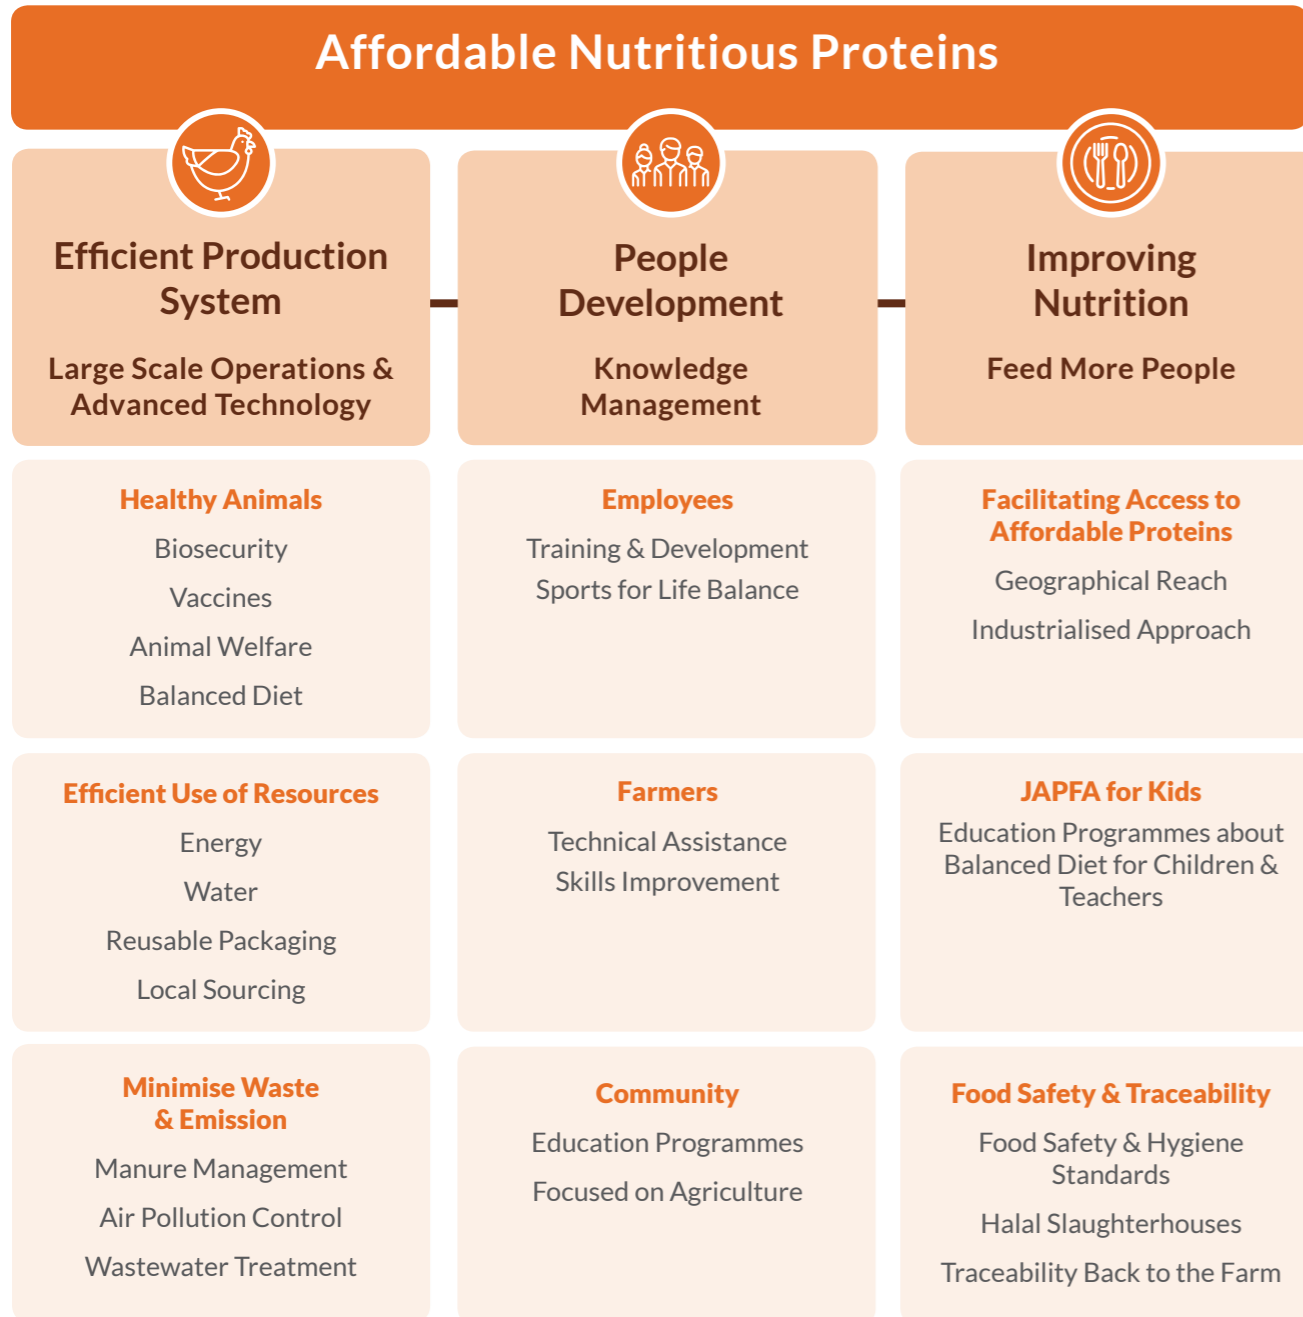 Affordable Nutritious Proteins
Efficient Production
System
Large Scale Operations &
Advanced Technology
People
Development
Knowledge
Management
Improving
Nutrition
Feed More People
Healthy Animals
Biosecurity
Vaccines
Animal Welfare
Balanced Diet
Employees
Training & Development
Sports for Life Balance
Facilitating Access to
Affordable Proteins
Geographical Reach
Industrialised Approach
Efficient Use of Resources
Energy
Water
Reusable Packaging
Local Sourcing
Farmers
Technical Assistance
Skills Improvement
JAPFA for Kids
Education Programmes about
Balanced Diet for Children &
Teachers
Minimise Waste
& Emission
Manure Management
Air Pollution Control
Wastewater Treatment
Community
Education Programmes
Focused on Agriculture
Food Safety & Traceability
Food Safety & Hygiene
Standards
Halal Slaughterhouses
Traceability Back to the Farm